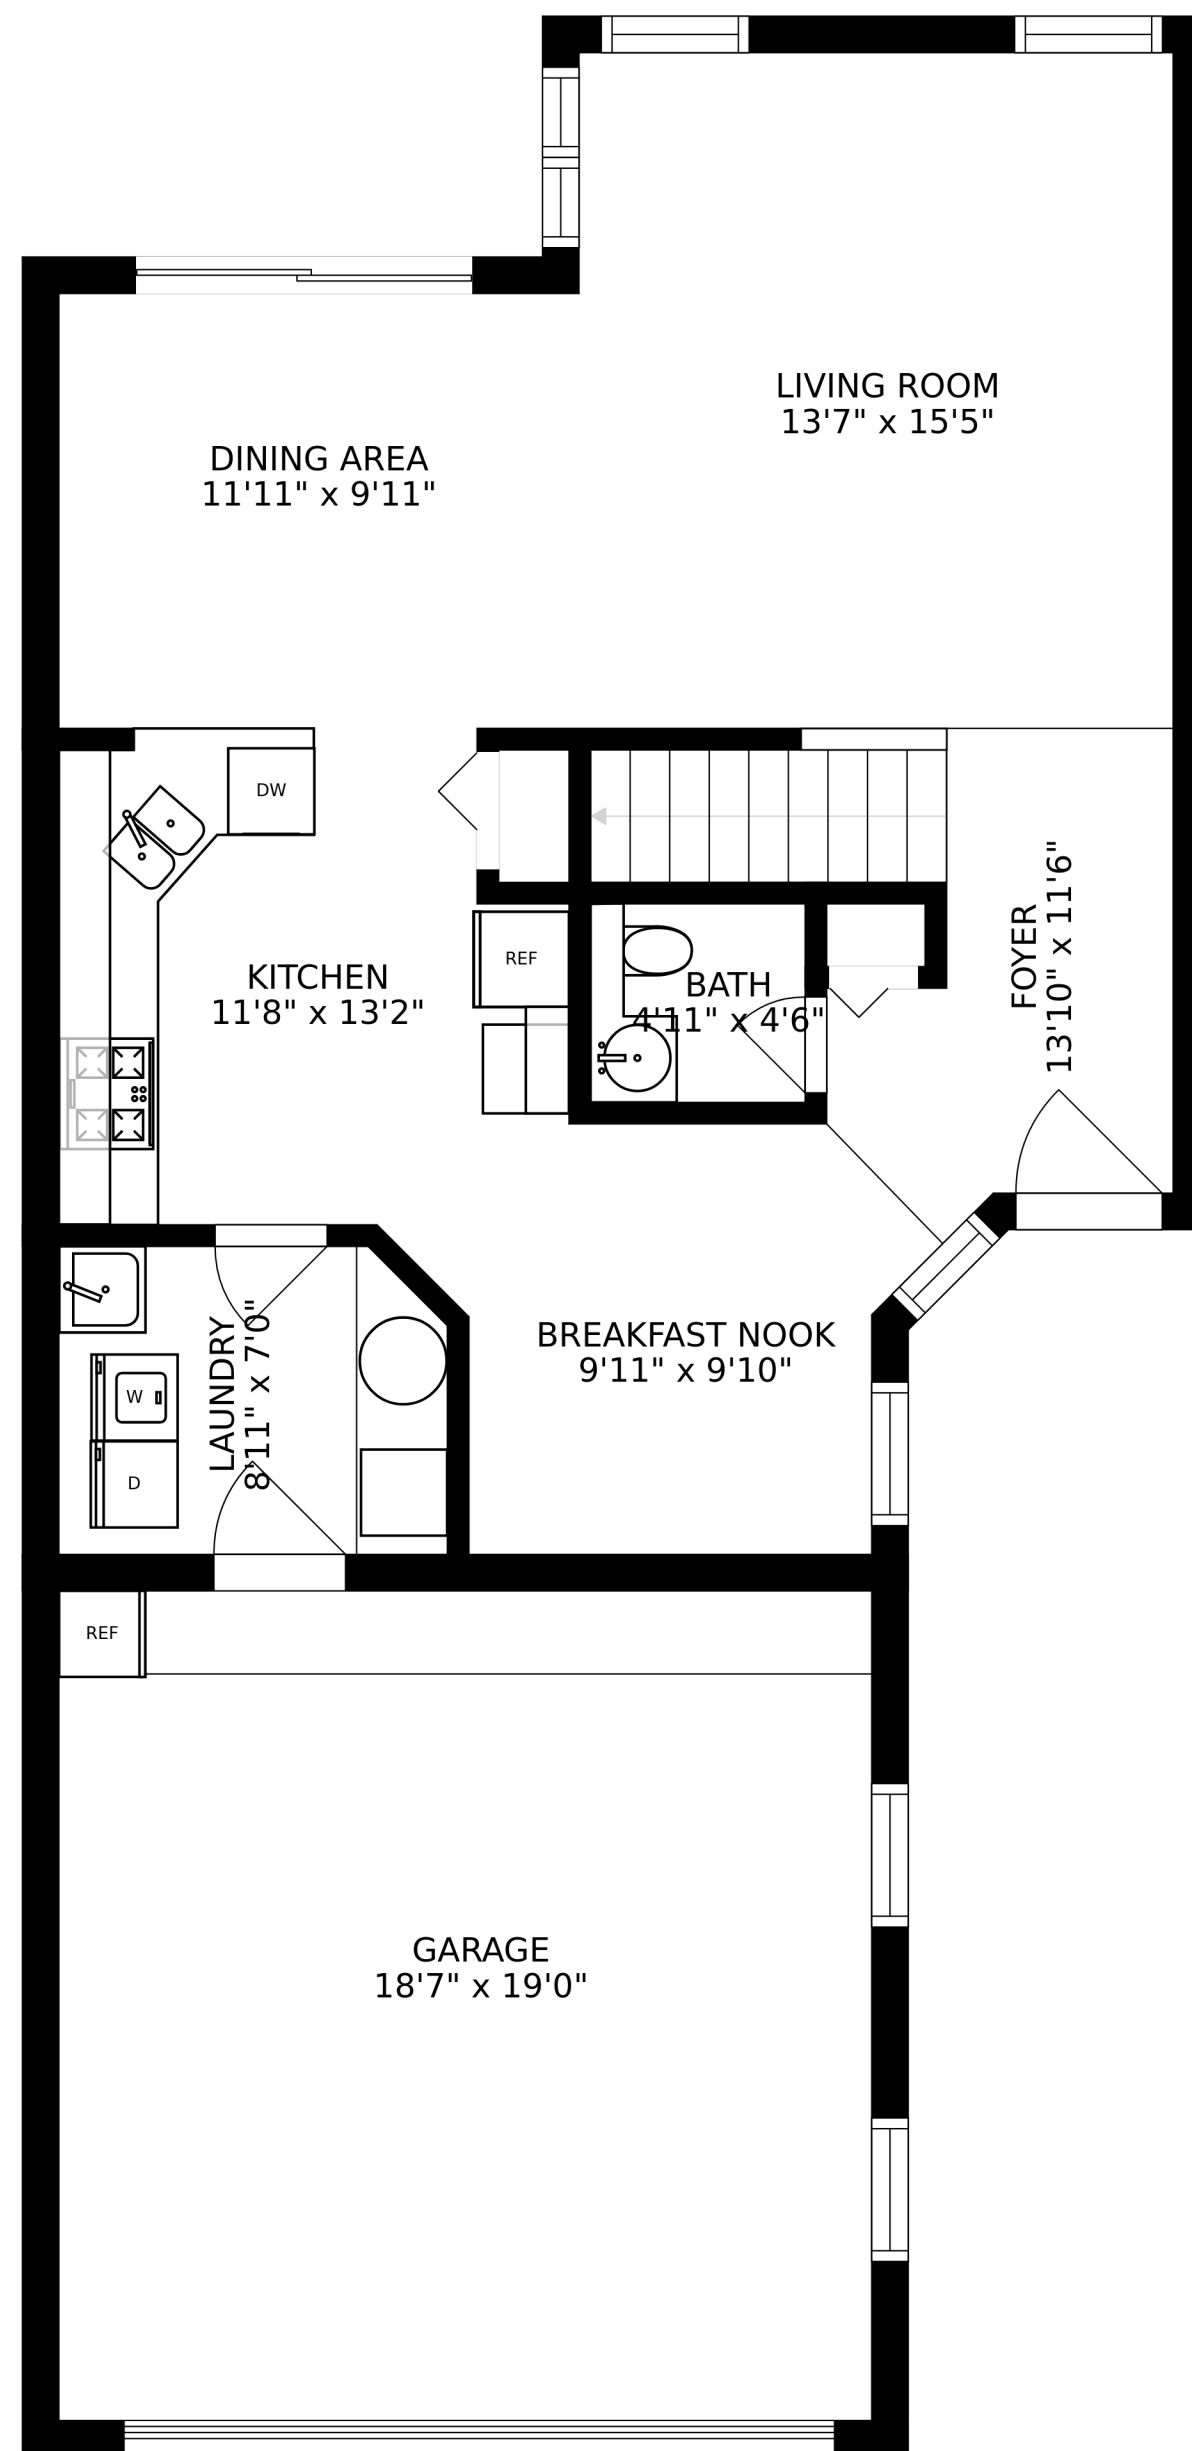 LIVING ROOM
13'7" x 15'5"
DINING AREA
11'11" x 9'11"
DW
KITCHEN
11'8" x 13'2"
REF
BATH
4'11" x 4'6"
FOYER
13'10" x 11'6"
BREAKFAST NOOK
9'11" x 9'10"
LAUNDRY
8'11" x 7'0"
W
D
REF
GARAGE
18'7" x 19'0"